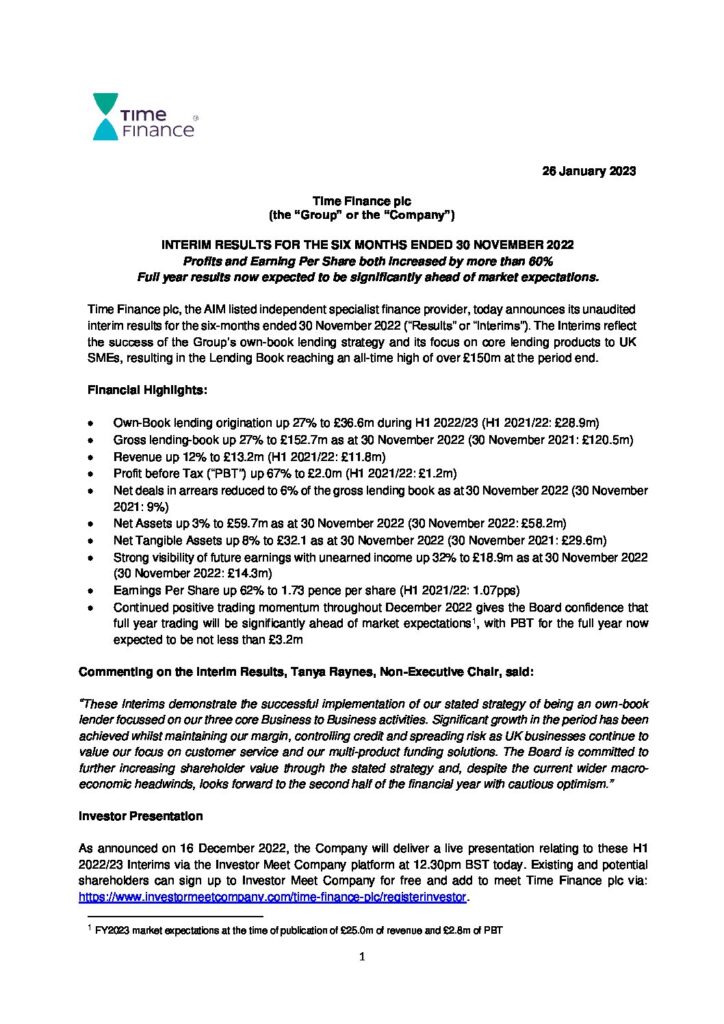 TIME
FINANCE
26 January 2023
Time Finance plc
(the “Group” or the “Company”)
INTERIM RESULTS FOR THE SIX MONTHS ENDED 30 NOVEMBER 2022
Profits and Earning Per Share both increased by more than 60%
Full year results now expected to be significantly ahead of market expectations.
Time Finance plc, the AIM listed independent specialist finance provider, today announces its unaudited
interim results for the six-months ended 30 November 2022 (“Results” or “Interims”). The Interims reflect
the success of the Group’s own-book lending strategy and its focus on core lending products to UK
SMEs, resulting in the Lending Book reaching an all-time high of over £150m at the period end.
Financial Highlights:
• Own-Book lending origination up 27% to £36.6m during H1 2022/23 (H1 2021/22: £28.9m)
• Gross lending-book up 27% to £152.7m as at 30 November 2022 (30 November 2021: £120.5m)
• Revenue up 12% to £13.2m (H1 2021/22: £11.8m)
• Profit before Tax (“PBT”) up 67% to £2.0m (H1 2021/22: £1.2m)
• Net deals in arrears reduced to 6% of the gross lending book as at 30 November 2022 (30 November
2021: 9%)
• Net Assets up 3% to £59.7m as at 30 November 2022 (30 November 2022: £58.2m)
• Net Tangible Assets up 8% to £32.1 as at 30 November 2022 (30 November 2021: £29.6m)
• Strong visibility of future earnings with unearned income up 32% to £18.9m as at 30 November 2022
(30 November 2022: £14.3m)
• Earnings Per Share up 62% to 1.73 pence per share (H1 2021/22: 1.07pps)
• Continued positive trading momentum throughout December 2022 gives the Board confidence that
full year trading will be significantly ahead of market expectations¹, with PBT for the full year now
expected to be not less than £3.2m
Commenting on the Interim Results, Tanya Raynes, Non-Executive Chair, said:
“These Interims demonstrate the successful implementation of our stated strategy of being an own-book
lender focussed on our three core Business to Business activities. Significant growth in the period has been
achieved whilst maintaining our margin, controlling credit and spreading risk as UK businesses continue to
value our focus on customer service and our multi-product funding solutions. The Board is committed to
further increasing shareholder value through the stated strategy and, despite the current wider macro-
economic headwinds, looks forward to the second half of the financial year with cautious optimism.”
Investor Presentation
As announced on 16 December 2022, the Company will deliver a live presentation relating to these H1
2022/23 Interims via the Investor Meet Company platform at 12.30pm BST today. Existing and potential
shareholders can sign up to Investor Meet Company for free and add to meet Time Finance plc via:
https://www.investormeetcompany.com/time-finance-plc/registerinvestor.
¹ FY2023 market expectations at the time of publication of £25.0m of revenue and £2.8m of PBT
1